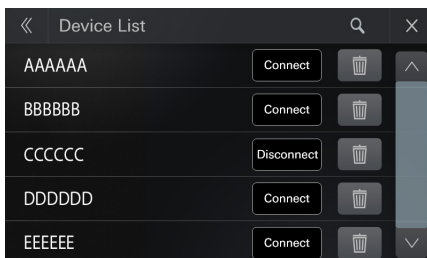 Device List
AAAAAA Connect
BBBBBB Connect
CCCCCC Disconnect
DDDDDD Connect
EEEEEE Connect